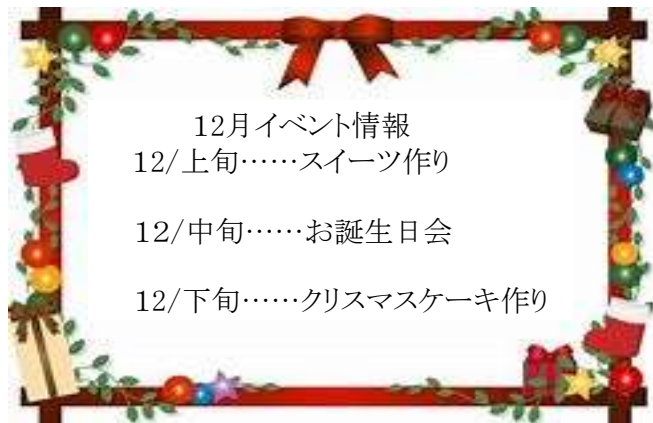 12月イベント情報
12/上旬……スイーツ作り
12/中旬……お誕生日会
12/下旬……クリスマスケーキ作り